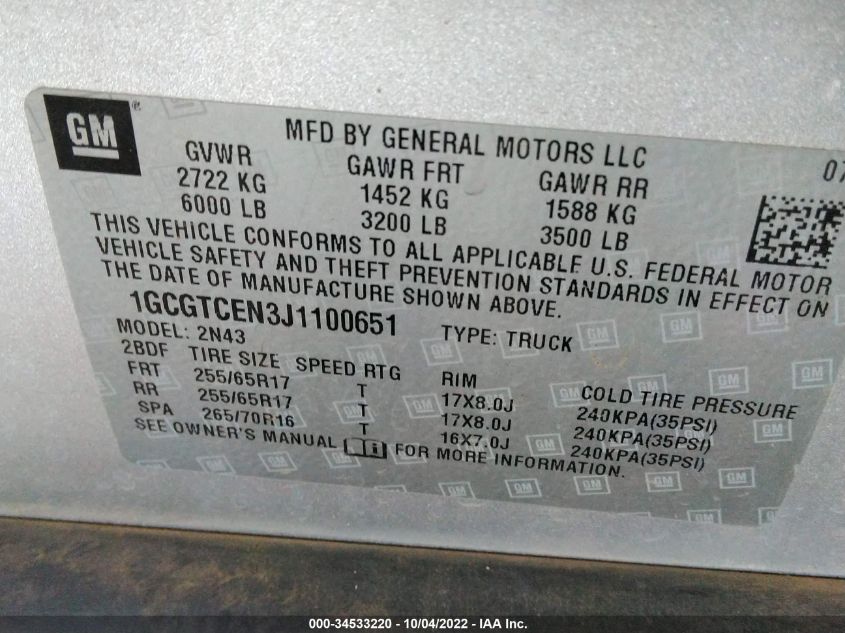 GM
MFD BY GENERAL MOTORS LLC
07
GVWR GAWR FRT GAWR RR
2722 KG 1452 KG 1588 KG
6000 LB 3200 LB 3500 LB
THIS VEHICLE CONFORMS TO ALL APPLICABLE U.S. FEDERAL MOTOR
VEHICLE SAFETY AND THEFT PREVENTION STANDARDS IN EFFECT ON
THE DATE OF MANUFACTURE SHOWN ABOVE.
1GCGTCEN3J1100651
MODEL: 2N43 TYPE: TRUCK
2BDF TIRE SIZE SPEED RTG RIM COLD TIRE PRESSURE
FRT 255/65R17 T 17X8.0J 240KPA(35PSI)
RR 255/65R17 T 17X8.0J 240KPA(35PSI)
SPA 265/70R16 T 16X7.0J 240KPA(35PSI)
SEE OWNER'S MANUAL FOR MORE INFORMATION.
000-34533220 - 10/04/2022 - IAA Inc.